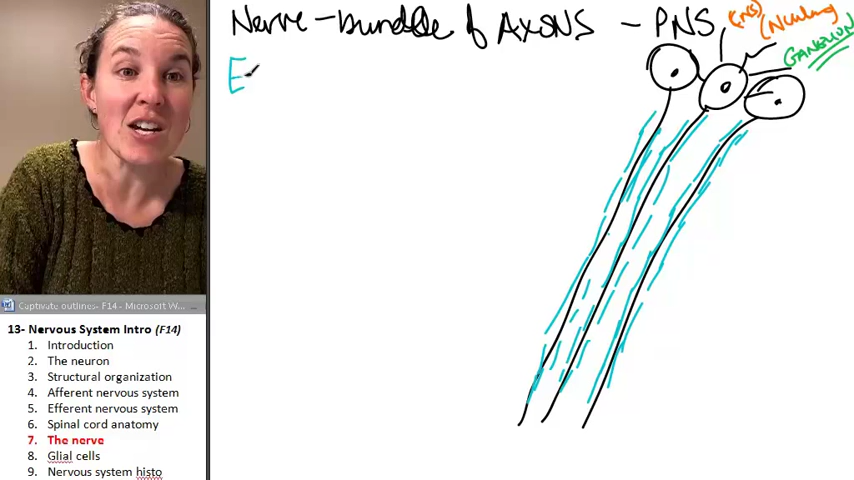 Nerve - bundle of AXONS - PNS
(CNS) (Nucleus)
GANGLION
E
Captivate outlines- F14 - Microsoft W...
13- Nervous System Intro (F14)
1. Introduction
2. The neuron
3. Structural organization
4. Afferent nervous system
5. Efferent nervous system
6. Spinal cord anatomy
7. The nerve
8. Glial cells
9. Nervous system histo